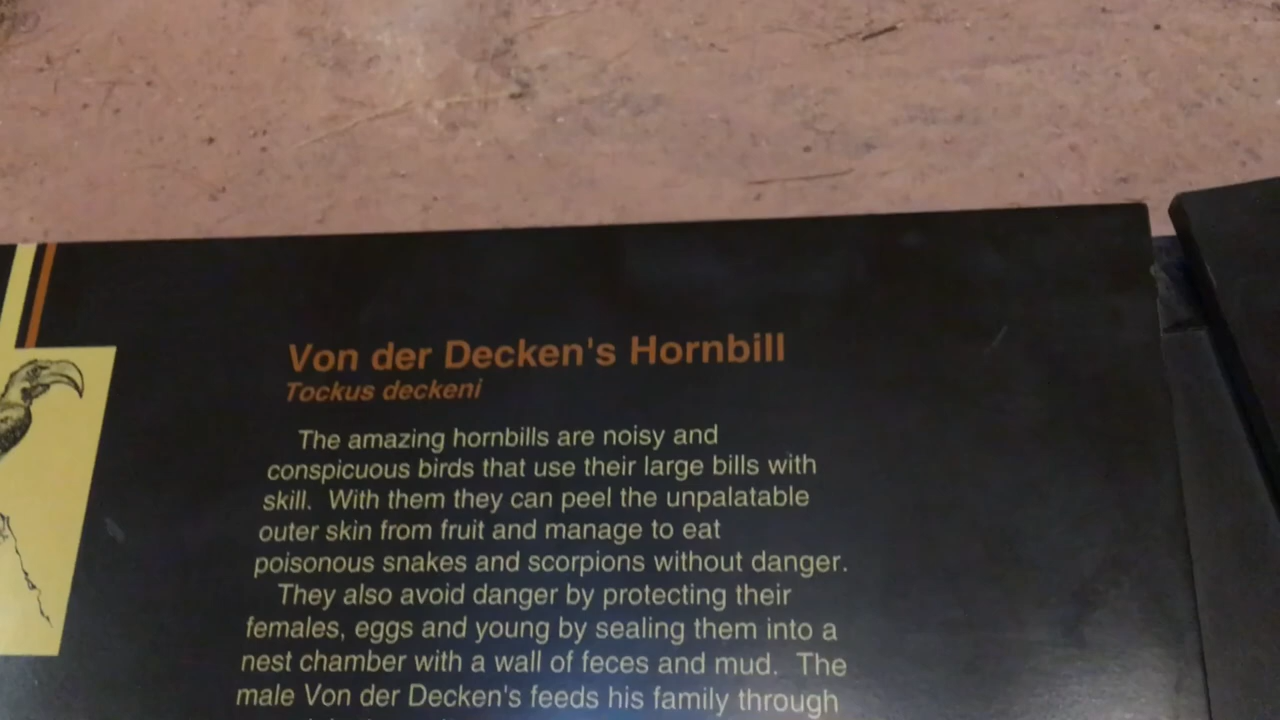 Von der Decken's Hornbill
Tockus deckeni
The amazing hornbills are noisy and
conspicuous birds that use their large bills with
skill. With them they can peel the unpalatable
outer skin from fruit and manage to eat
poisonous snakes and scorpions without danger.
They also avoid danger by protecting their
females, eggs and young by sealing them into a
nest chamber with a wall of feces and mud. The
male Von der Decken's feeds his family through